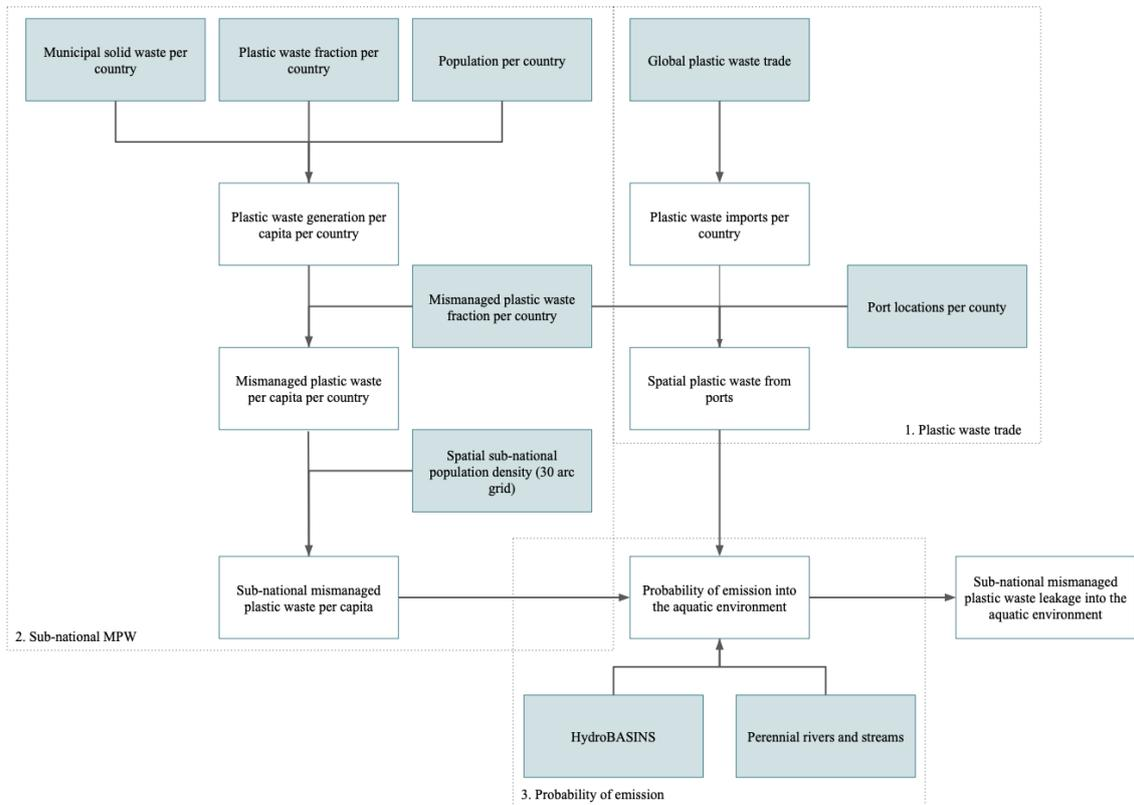 Municipal solid waste per
country
Plastic waste fraction per
country
Population per country
Global plastic waste trade
Plastic waste generation per
capita per country
Plastic waste imports per
country
Mismanaged plastic waste
fraction per country
Port locations per county
Mismanaged plastic waste
per capita per country
Spatial plastic waste from
ports
1. Plastic waste trade
Spatial sub-national
population density (30 arc
grid)
Sub-national mismanaged
plastic waste per capita
Probability of emission into
the aquatic environment
Sub-national mismanaged
plastic waste leakage into the
aquatic environment
2. Sub-national MPW
HydroBASINS
Perennial rivers and streams
3. Probability of emission